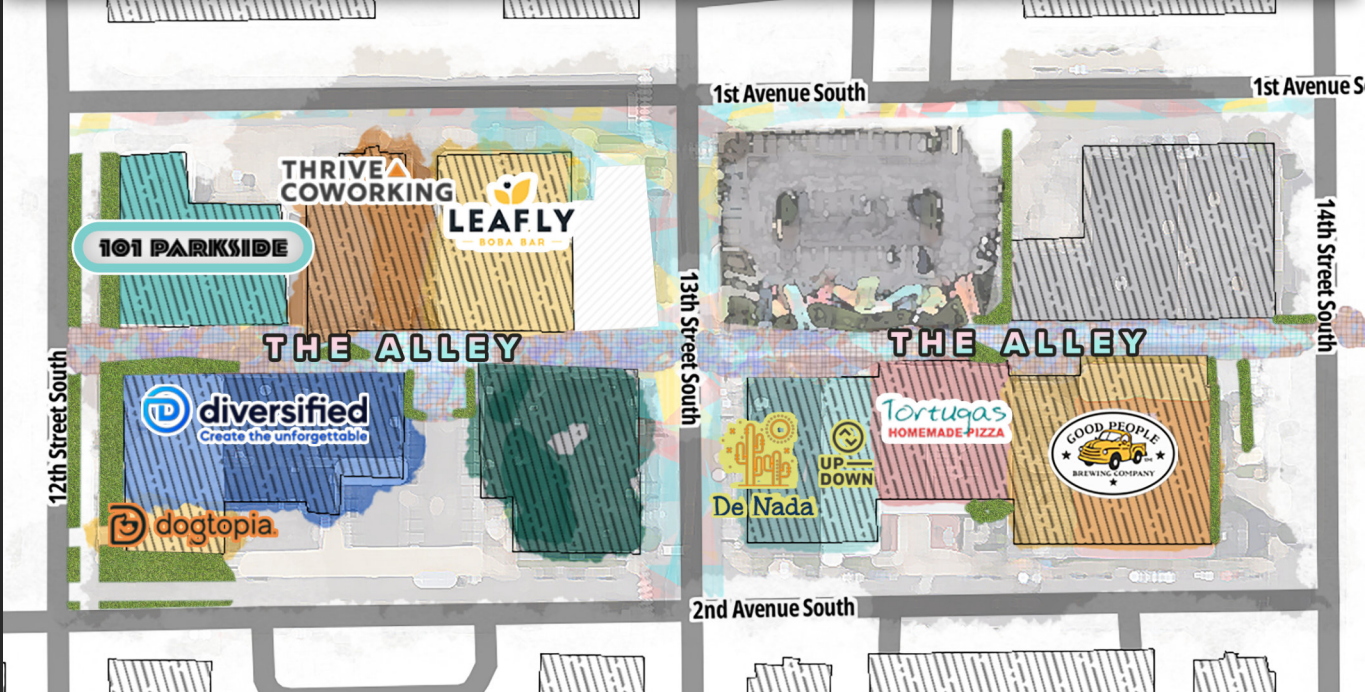 1st Avenue South
1st Avenue S
THRIVE
COWORKING
LEAFLY
BOBA BAR
101 PARKSIDE
13th Street South
14th Street South
THE ALLEY
THE ALLEY
12th Street South
diversified
Create the unforgettable
dogtopia
De Nada
UP
DOWN
Tortugas
HOMEMADE PIZZA
GOOD PEOPLE
BREWING COMPANY
2nd Avenue South